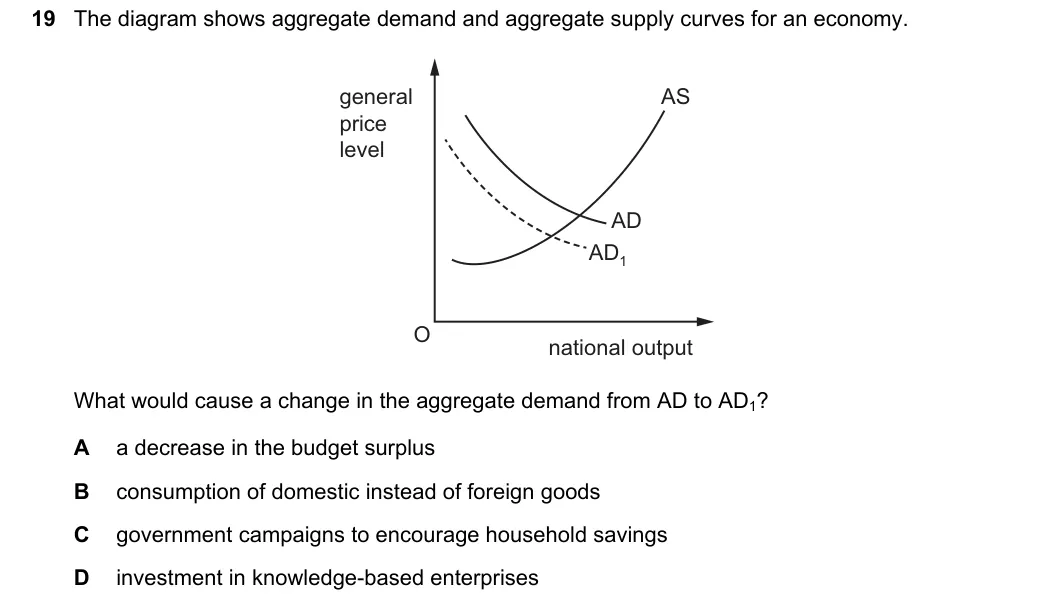 19 The diagram shows aggregate demand and aggregate supply curves for an economy.
general
price
level
AS
AD
AD₁
O
national output
What would cause a change in the aggregate demand from AD to AD₁?
A a decrease in the budget surplus
B consumption of domestic instead of foreign goods
C government campaigns to encourage household savings
D investment in knowledge-based enterprises